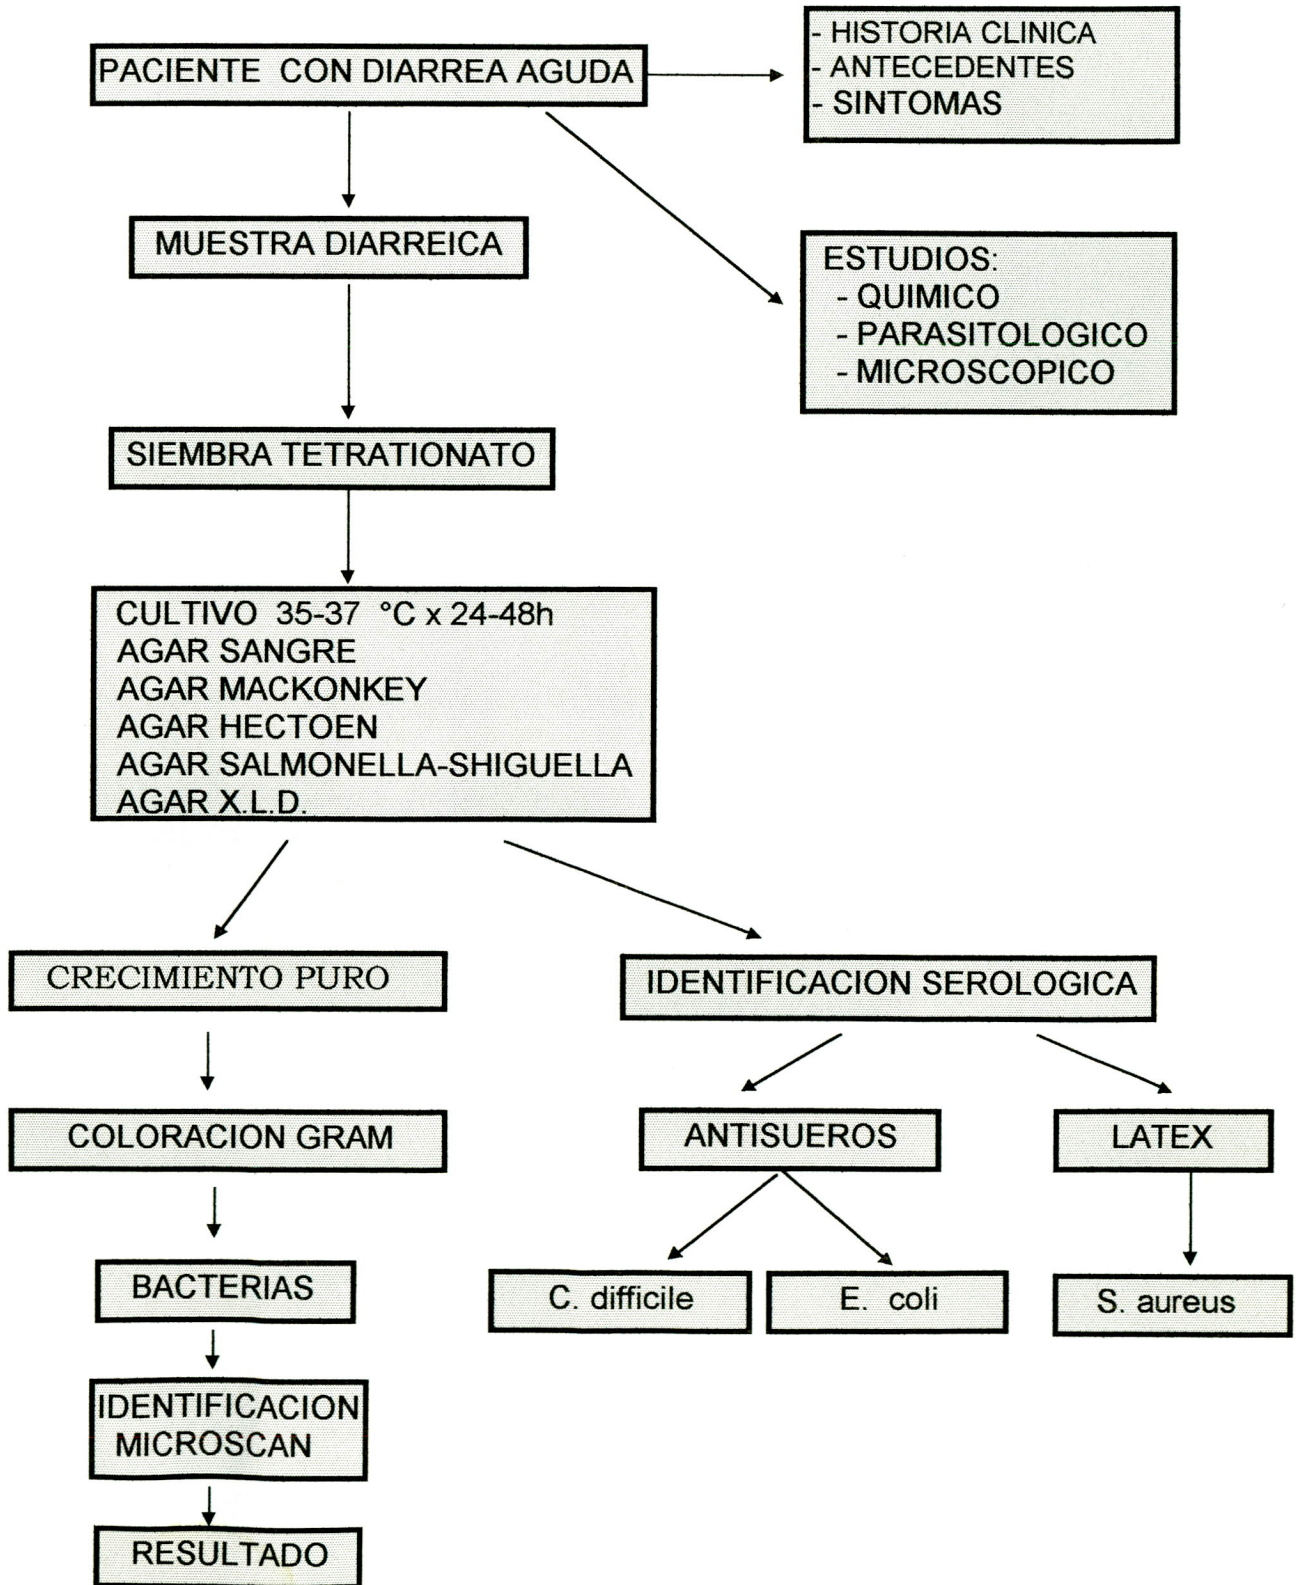 PACIENTE CON DIARREA AGUDA
- HISTORIA CLINICA
- ANTECEDENTES
- SINTOMAS
MUESTRA DIARREICA
ESTUDIOS:
- QUIMICO
- PARASITOLOGICO
- MICROSCOPICO
SIEMBRA TETRATIONATO
CULTIVO 35-37 °C x 24-48h
AGAR SANGRE
AGAR MACKONKEY
AGAR HECTOEN
AGAR SALMONELLA-SHIGUELLA
AGAR X.L.D.
CRECIMIENTO PURO
IDENTIFICACION SEROLOGICA
COLORACION GRAM
ANTISUEROS
LATEX
BACTERIAS
C. difficile
E. coli
S. aureus
IDENTIFICACION
MICROSCAN
RESULTADO